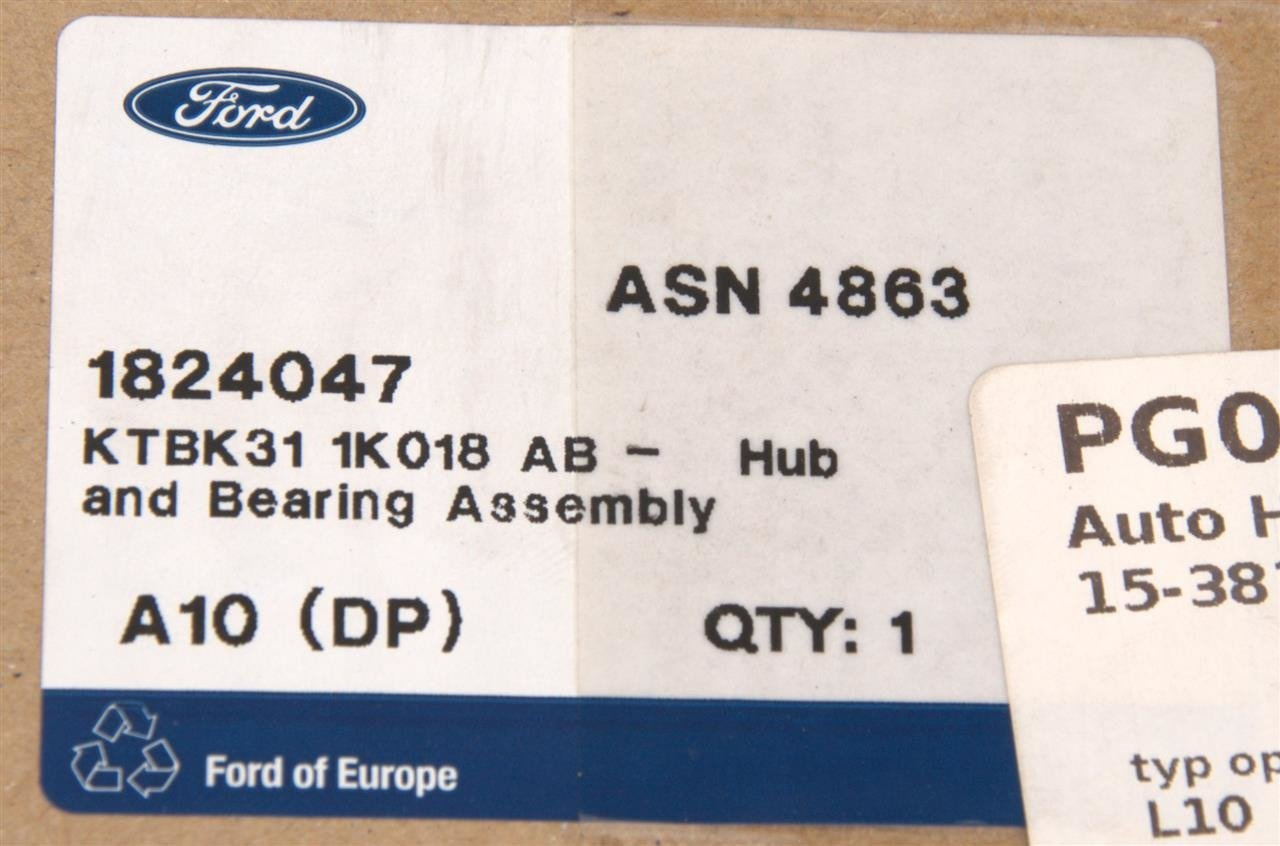 Ford
ASN 4863
1824047
KTBK31 1K018 AB - Hub
and Bearing Assembly
A10 (DP)
QTY: 1
Ford of Europe
PG0
Auto H
15-38
typ op
L10